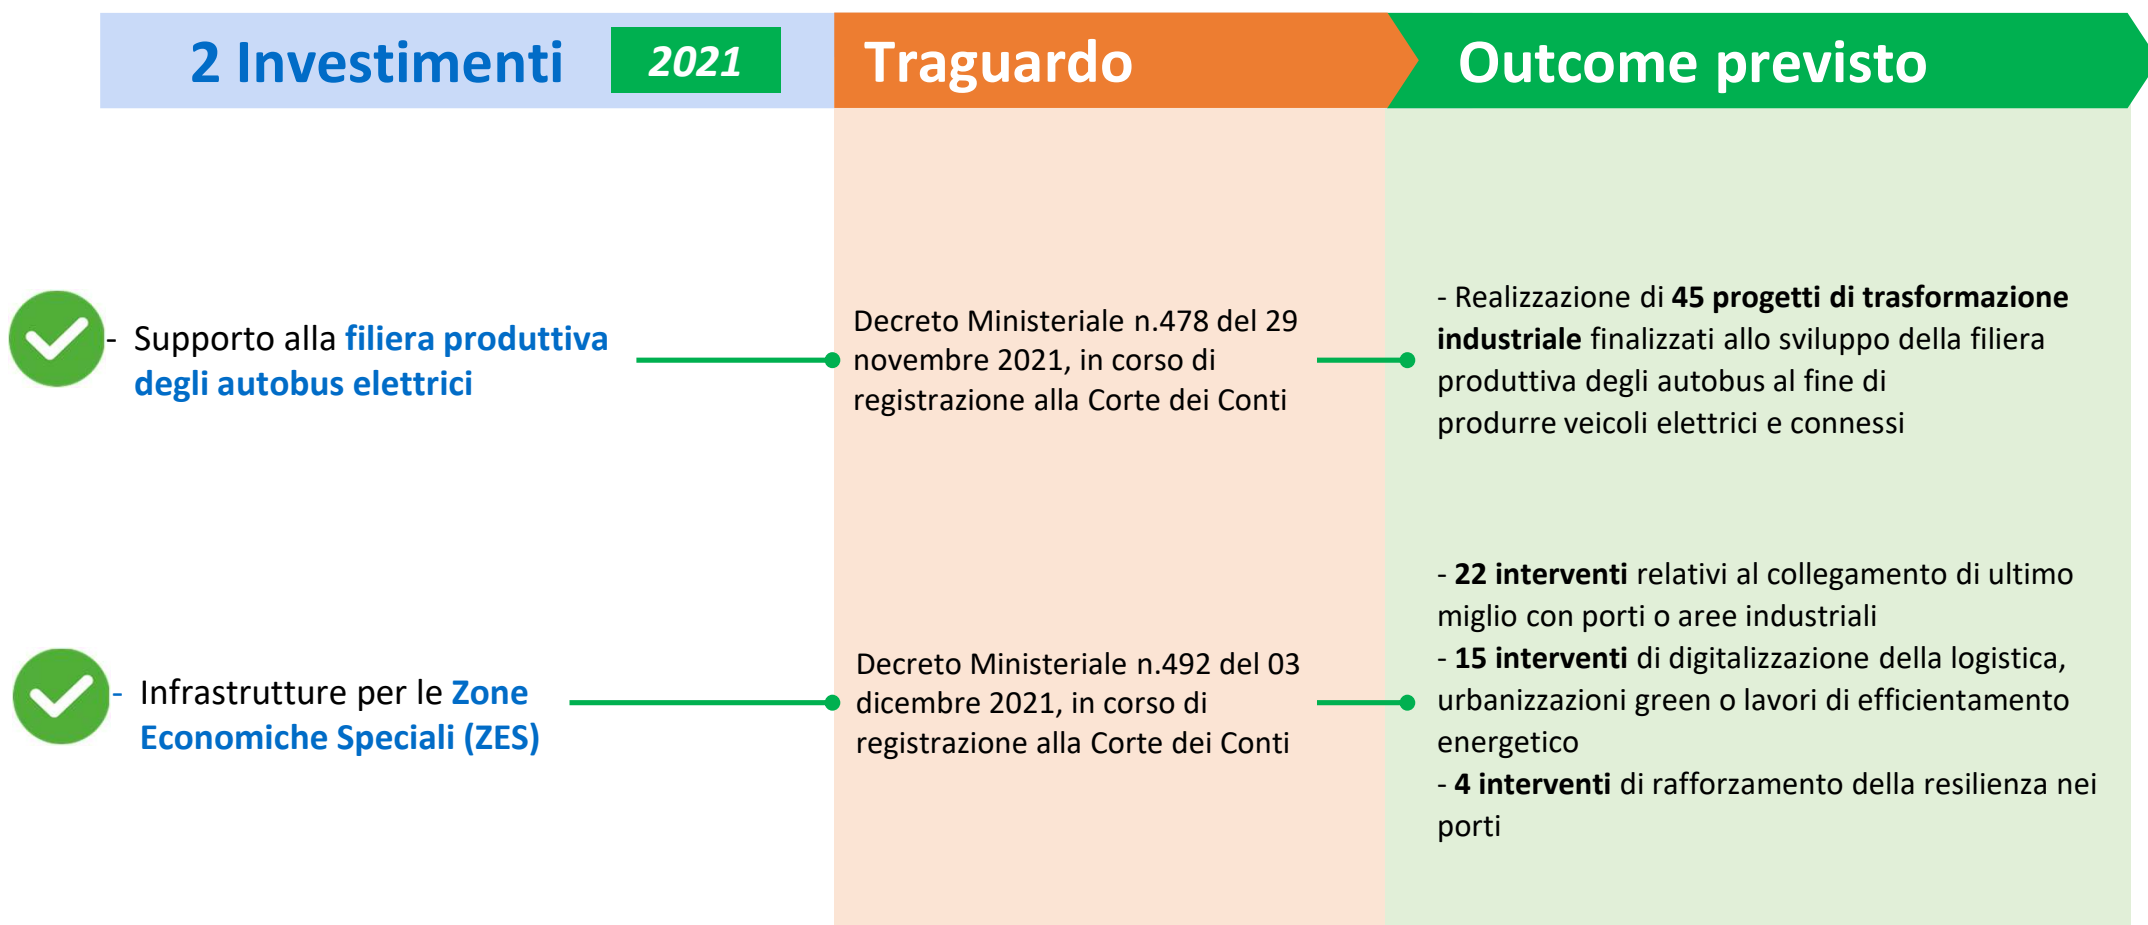 2 Investimenti
2021
Traguardo
Outcome previsto
- Supporto alla filiera produttiva
degli autobus elettrici
Decreto Ministeriale n.478 del 29
novembre 2021, in corso di
registrazione alla Corte dei Conti
- Realizzazione di 45 progetti di trasformazione
industriale finalizzati allo sviluppo della filiera
produttiva degli autobus al fine di
produrre veicoli elettrici e connessi
- Infrastrutture per le Zone
Economiche Speciali (ZES)
Decreto Ministeriale n.492 del 03
dicembre 2021, in corso di
registrazione alla Corte dei Conti
- 22 interventi relativi al collegamento di ultimo
miglio con porti o aree industriali
- 15 interventi di digitalizzazione della logistica,
urbanizzazioni green o lavori di efficientamento
energetico
- 4 interventi di rafforzamento della resilienza nei
porti